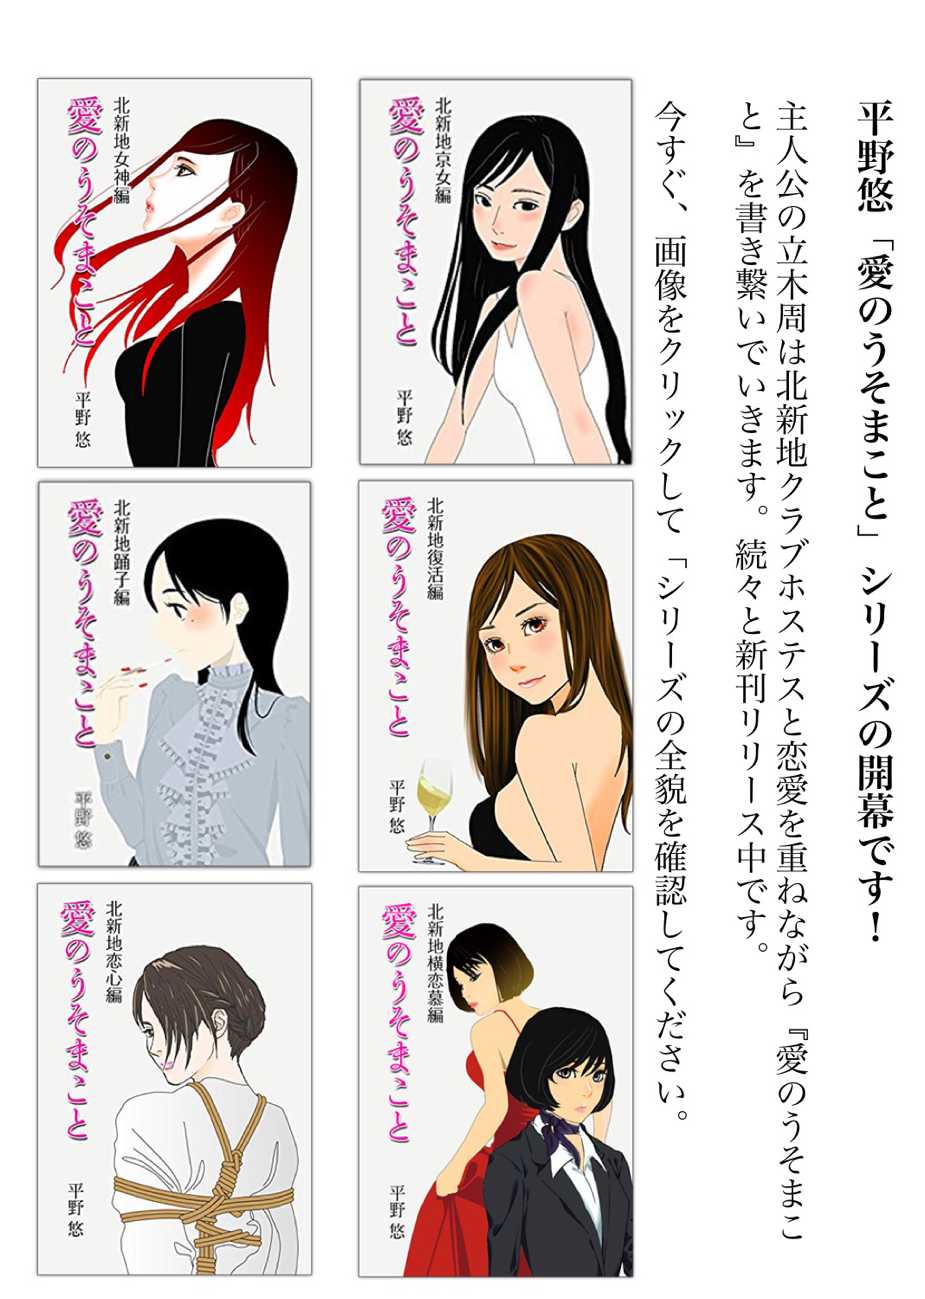 平野悠「愛のうそまこと」シリーズの開幕です！
主人公の立木周は北新地クラブホステスと恋愛を重ねながら『愛のうそまこ
と』を書き繋いでいきます。続々と新刊リリース中です。
今すぐ、画像をクリックして「シリーズの全貌を確認してください。
北新地京女編
愛のうそまこと
平野 悠
北新地女神編
愛のうそまこと
平野 悠
北新地復活編
愛のうそまこと
平野 悠
北新地踊子編
愛のうそまこと
平野 悠
北新地横恋慕編
愛のうそまこと
平野 悠
北新地恋心編
愛のうそまこと
平野 悠